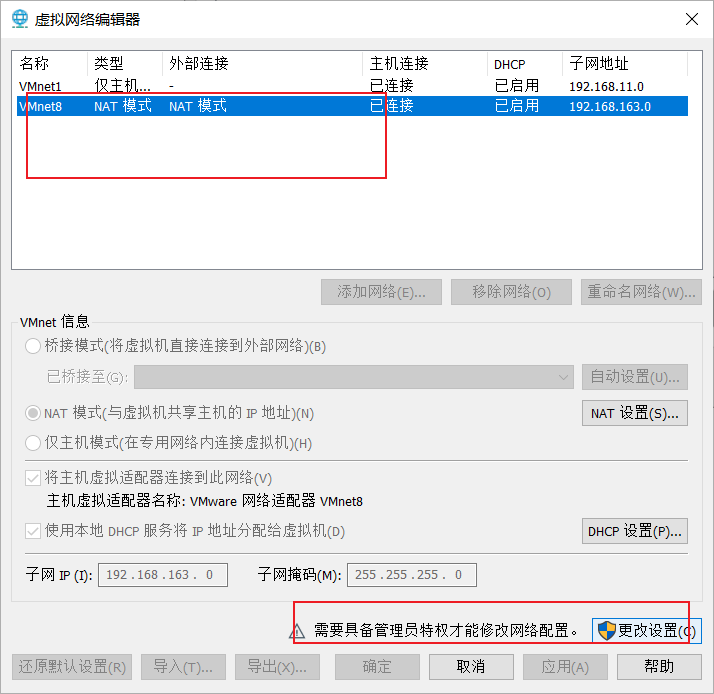 虚拟网络编辑器
名称 类型 外部连接 主机连接 DHCP 子网地址
VMnet1 仅主机... - 已连接 已启用 192.168.11.0
VMnet8 NAT 模式 NAT 模式 已连接 已启用 192.168.163.0
添加网络(E)... 移除网络(O) 重命名网络(W)...
VMnet 信息
桥接模式(将虚拟机直接连接到外部网络)(B)
已桥接至(G): 自动设置(U)...
NAT 模式(与虚拟机共享主机的 IP 地址)(N) NAT 设置(S)...
仅主机模式(在专用网络内连接虚拟机)(H)
将主机虚拟适配器连接到此网络(V)
主机虚拟适配器名称: VMware 网络适配器 VMnet8
使用本地 DHCP 服务将 IP 地址分配给虚拟机(D) DHCP 设置(P)...
子网 IP (I): 192 . 168 . 163 . 0 子网掩码(M): 255 . 255 . 255 . 0
需要具备管理员特权才能修改网络配置。 更改设置(C)
还原默认设置(R) 导入(T)... 导出(X)... 确定 取消 应用(A) 帮助